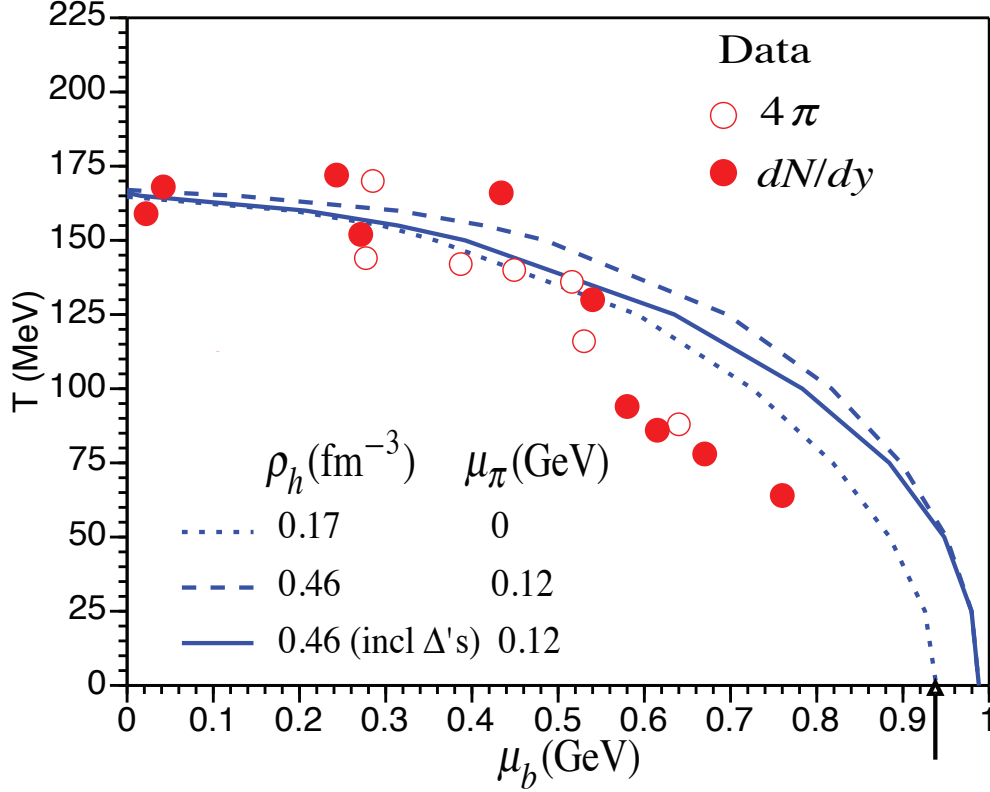 225
200
175
150
125
100
75
50
25
0
T (MeV)
Data
4 π
dN/dy
ρh (fm−3) μπ (GeV)
0.17 0
0.46 0.12
0.46 (incl Δ's) 0.12
0 0.1 0.2 0.3 0.4 0.5 0.6 0.7 0.8 0.9 1
μb (GeV)